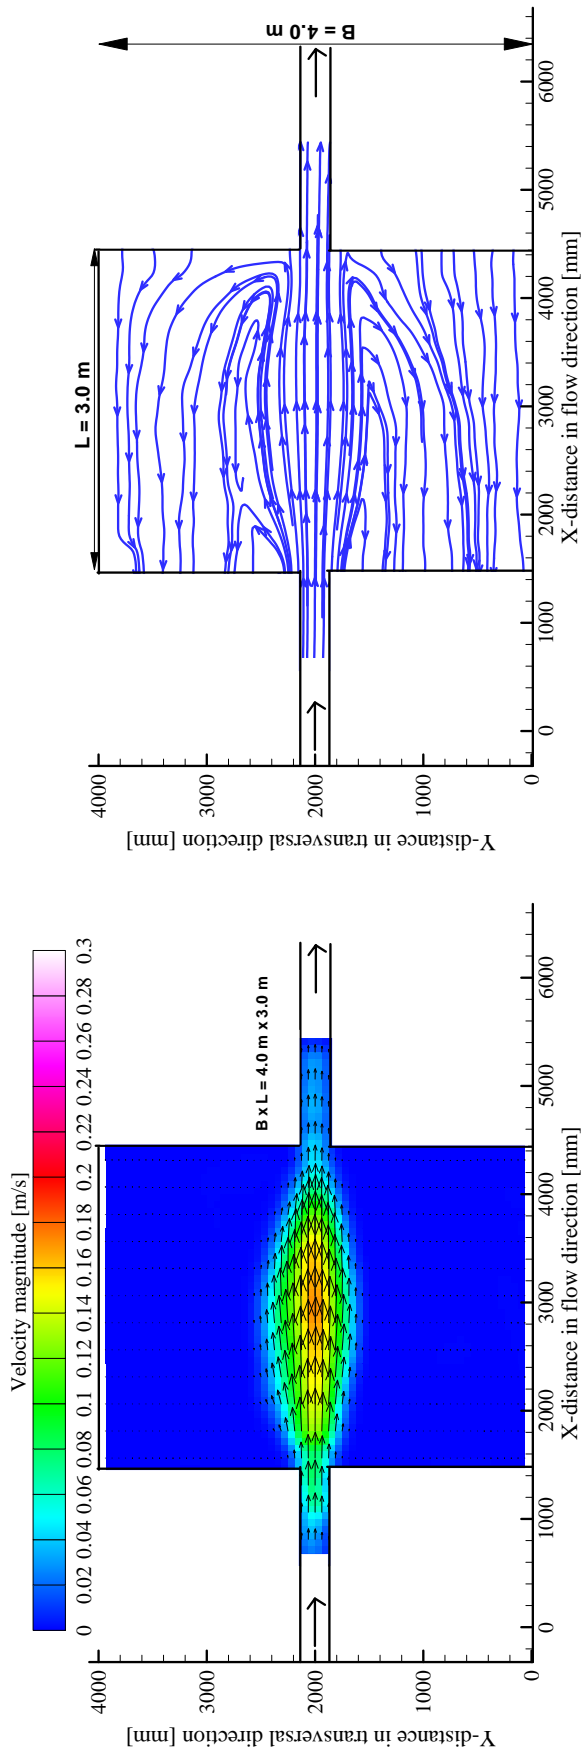 Velocity magnitude [m/s]
0 0.02 0.04 0.06 0.08 0.1 0.12 0.14 0.16 0.18 0.2 0.22 0.24 0.26 0.28 0.3
B x L = 4.0 m x 3.0 m
Y-distance in transversal direction [mm]
4000
3000
2000
1000
0
0 1000 2000 3000 4000 5000 6000
X-distance in flow direction [mm]
L = 3.0 m
B = 4.0 m
Y-distance in transversal direction [mm]
4000
3000
2000
1000
0
0 1000 2000 3000 4000 5000 6000
X-distance in flow direction [mm]